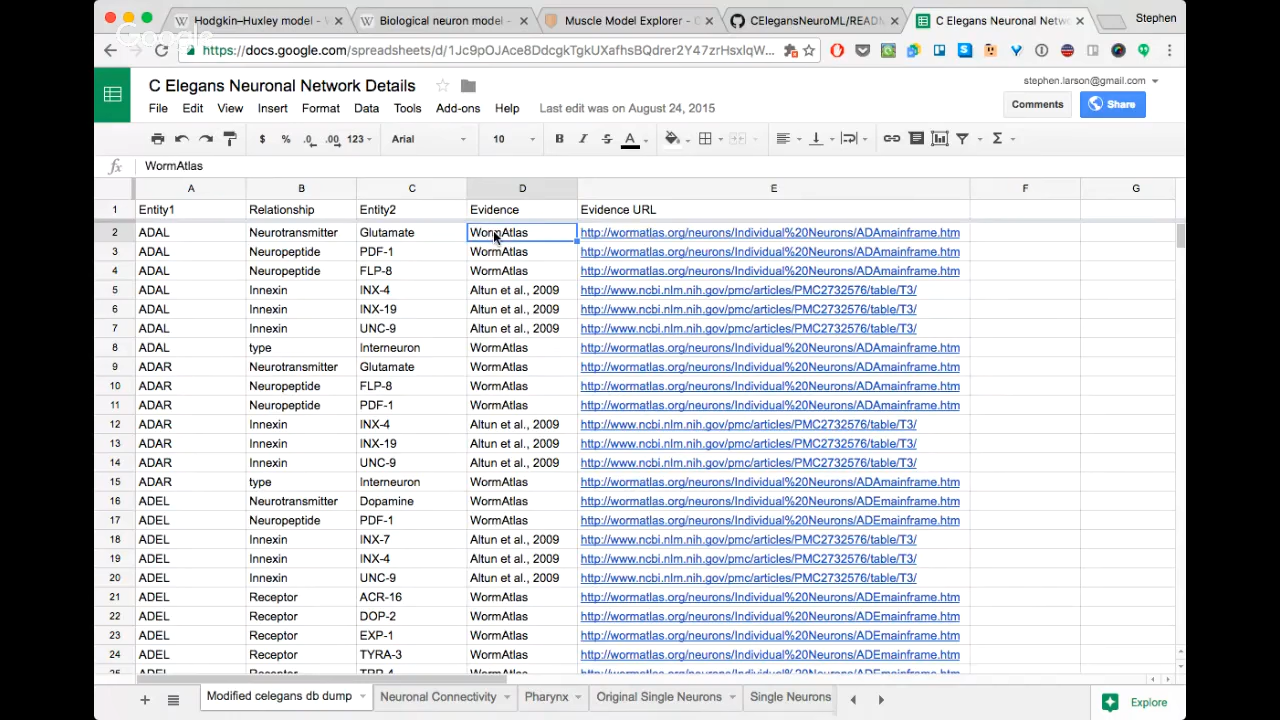 Hodgkin–Huxley model -
Biological neuron model -
Muscle Model Explorer - C
CElegansNeuroML/READM
C Elegans Neuronal Netwo
Stephen
Google
https://docs.google.com/spreadsheets/d/1Jc9pOJAce8DdcgkTgkUXafhsBQdrer2Y47zrHsxlqW...
C Elegans Neuronal Network Details
stephen.larson@gmail.com
File Edit View Insert Format Data Tools Add-ons Help Last edit was on August 24, 2015
Comments
Share
$ % .0 .00 123 Arial 10 B I S A Σ
fx WormAtlas
A B C D E F G
1 Entity1 Relationship Entity2 Evidence Evidence URL
2 ADAL Neurotransmitter Glutamate WormAtlas http://wormatlas.org/neurons/Individual%20Neurons/ADAmainframe.htm
3 ADAL Neuropeptide PDF-1 WormAtlas http://wormatlas.org/neurons/Individual%20Neurons/ADAmainframe.htm
4 ADAL Neuropeptide FLP-8 WormAtlas http://wormatlas.org/neurons/Individual%20Neurons/ADAmainframe.htm
5 ADAL Innexin INX-4 Altun et al., 2009 http://www.ncbi.nlm.nih.gov/pmc/articles/PMC2732576/table/T3/
6 ADAL Innexin INX-19 Altun et al., 2009 http://www.ncbi.nlm.nih.gov/pmc/articles/PMC2732576/table/T3/
7 ADAL Innexin UNC-9 Altun et al., 2009 http://www.ncbi.nlm.nih.gov/pmc/articles/PMC2732576/table/T3/
8 ADAL type Interneuron WormAtlas http://wormatlas.org/neurons/Individual%20Neurons/ADAmainframe.htm
9 ADAR Neurotransmitter Glutamate WormAtlas http://wormatlas.org/neurons/Individual%20Neurons/ADAmainframe.htm
10 ADAR Neuropeptide FLP-8 WormAtlas http://wormatlas.org/neurons/Individual%20Neurons/ADAmainframe.htm
11 ADAR Neuropeptide PDF-1 WormAtlas http://wormatlas.org/neurons/Individual%20Neurons/ADAmainframe.htm
12 ADAR Innexin INX-4 Altun et al., 2009 http://www.ncbi.nlm.nih.gov/pmc/articles/PMC2732576/table/T3/
13 ADAR Innexin INX-19 Altun et al., 2009 http://www.ncbi.nlm.nih.gov/pmc/articles/PMC2732576/table/T3/
14 ADAR Innexin UNC-9 Altun et al., 2009 http://www.ncbi.nlm.nih.gov/pmc/articles/PMC2732576/table/T3/
15 ADAR type Interneuron WormAtlas http://wormatlas.org/neurons/Individual%20Neurons/ADAmainframe.htm
16 ADEL Neurotransmitter Dopamine WormAtlas http://wormatlas.org/neurons/Individual%20Neurons/ADEmainframe.htm
17 ADEL Neuropeptide PDF-1 WormAtlas http://wormatlas.org/neurons/Individual%20Neurons/ADEmainframe.htm
18 ADEL Innexin INX-7 Altun et al., 2009 http://www.ncbi.nlm.nih.gov/pmc/articles/PMC2732576/table/T3/
19 ADEL Innexin INX-4 Altun et al., 2009 http://www.ncbi.nlm.nih.gov/pmc/articles/PMC2732576/table/T3/
20 ADEL Innexin UNC-9 Altun et al., 2009 http://www.ncbi.nlm.nih.gov/pmc/articles/PMC2732576/table/T3/
21 ADEL Receptor ACR-16 WormAtlas http://wormatlas.org/neurons/Individual%20Neurons/ADEmainframe.htm
22 ADEL Receptor DOP-2 WormAtlas http://wormatlas.org/neurons/Individual%20Neurons/ADEmainframe.htm
23 ADEL Receptor EXP-1 WormAtlas http://wormatlas.org/neurons/Individual%20Neurons/ADEmainframe.htm
24 ADEL Receptor TYRA-3 WormAtlas http://wormatlas.org/neurons/Individual%20Neurons/ADEmainframe.htm
25 ADEL Receptor TRP-4 WormAtlas http://wormatlas.org/neurons/Individual%20Neurons/ADEmainframe.htm
Modified celegans db dump Neuronal Connectivity Pharynx Original Single Neurons Single Neurons
Explore